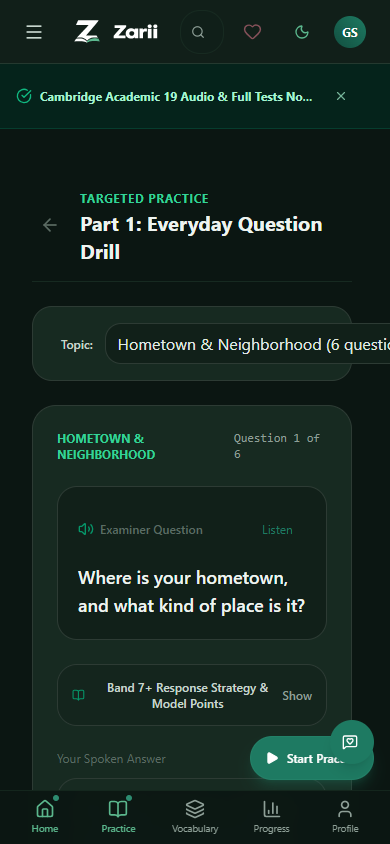 Zarii
GS
Cambridge Academic 19 Audio & Full Tests No...
TARGETED PRACTICE
Part 1: Everyday Question
Drill
Topic:
Hometown & Neighborhood (6 questio
HOMETOWN &
NEIGHBORHOOD
Question 1 of
6
Examiner Question
Listen
Where is your hometown,
and what kind of place is it?
Band 7+ Response Strategy &
Model Points
Show
Your Spoken Answer
Start Prac
Home
Practice
Vocabulary
Progress
Profile